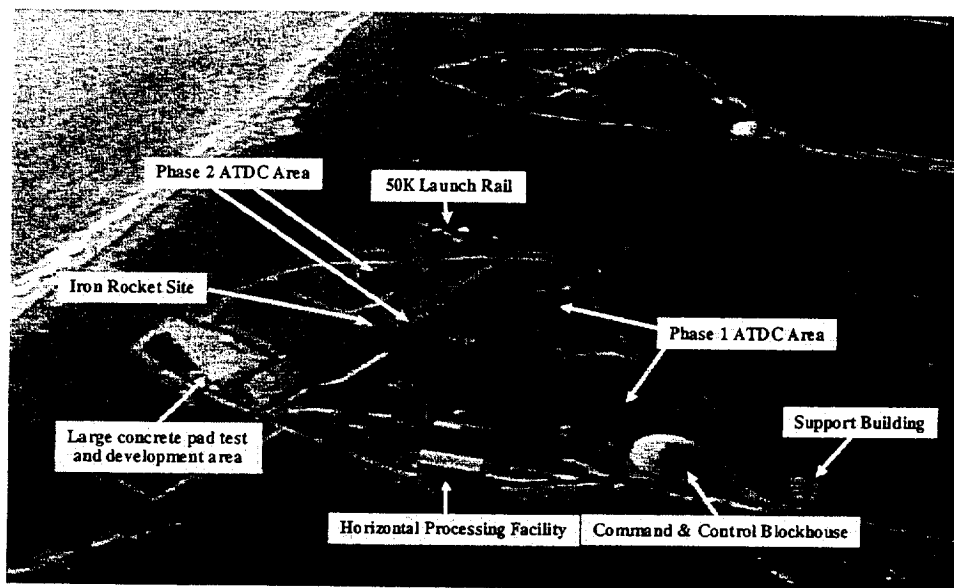 Phase 2 ATDC Area
50K Launch Rail
Iron Rocket Site
Phase 1 ATDC Area
Large concrete pad test
and development area
Support Building
Horizontal Processing Facility
Command & Control Blockhouse